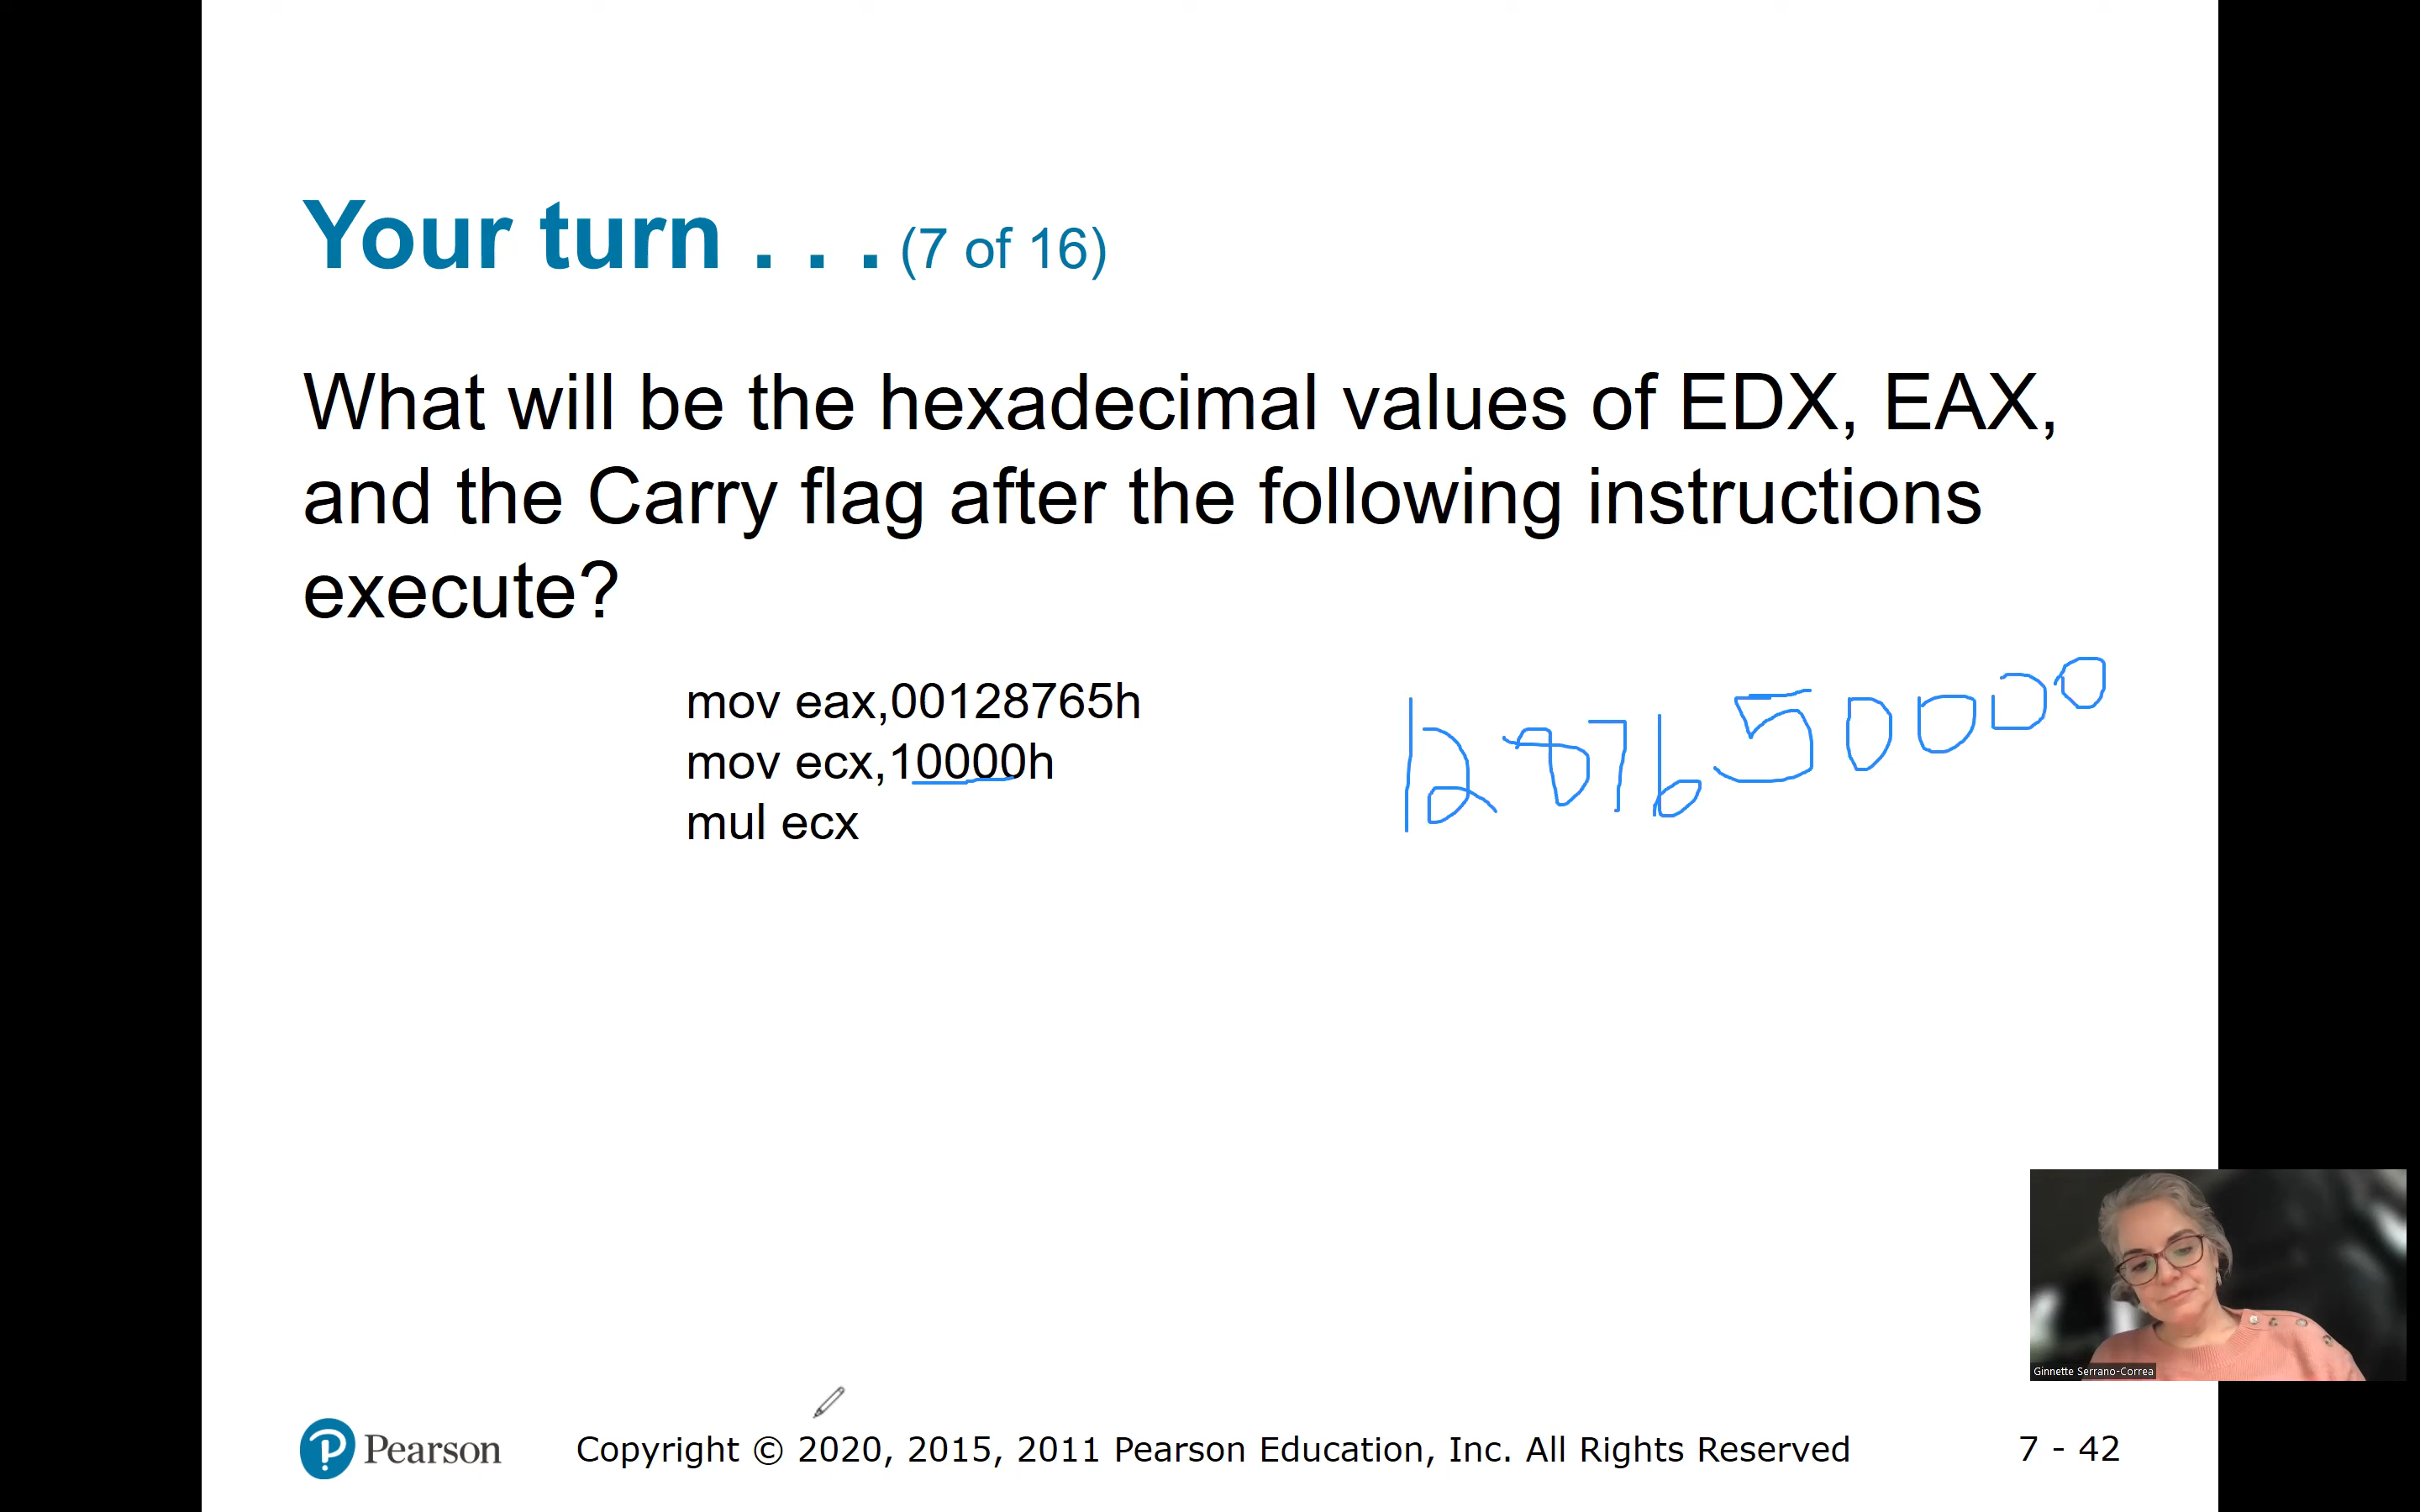 Your turn . . . (7 of 16)
What will be the hexadecimal values of EDX, EAX,
and the Carry flag after the following instructions
execute?
mov eax,00128765h
mov ecx,10000h
mul ecx
1287650000
Ginnette Serrano-Correa
Pearson
Copyright © 2020, 2015, 2011 Pearson Education, Inc. All Rights Reserved
7 - 42